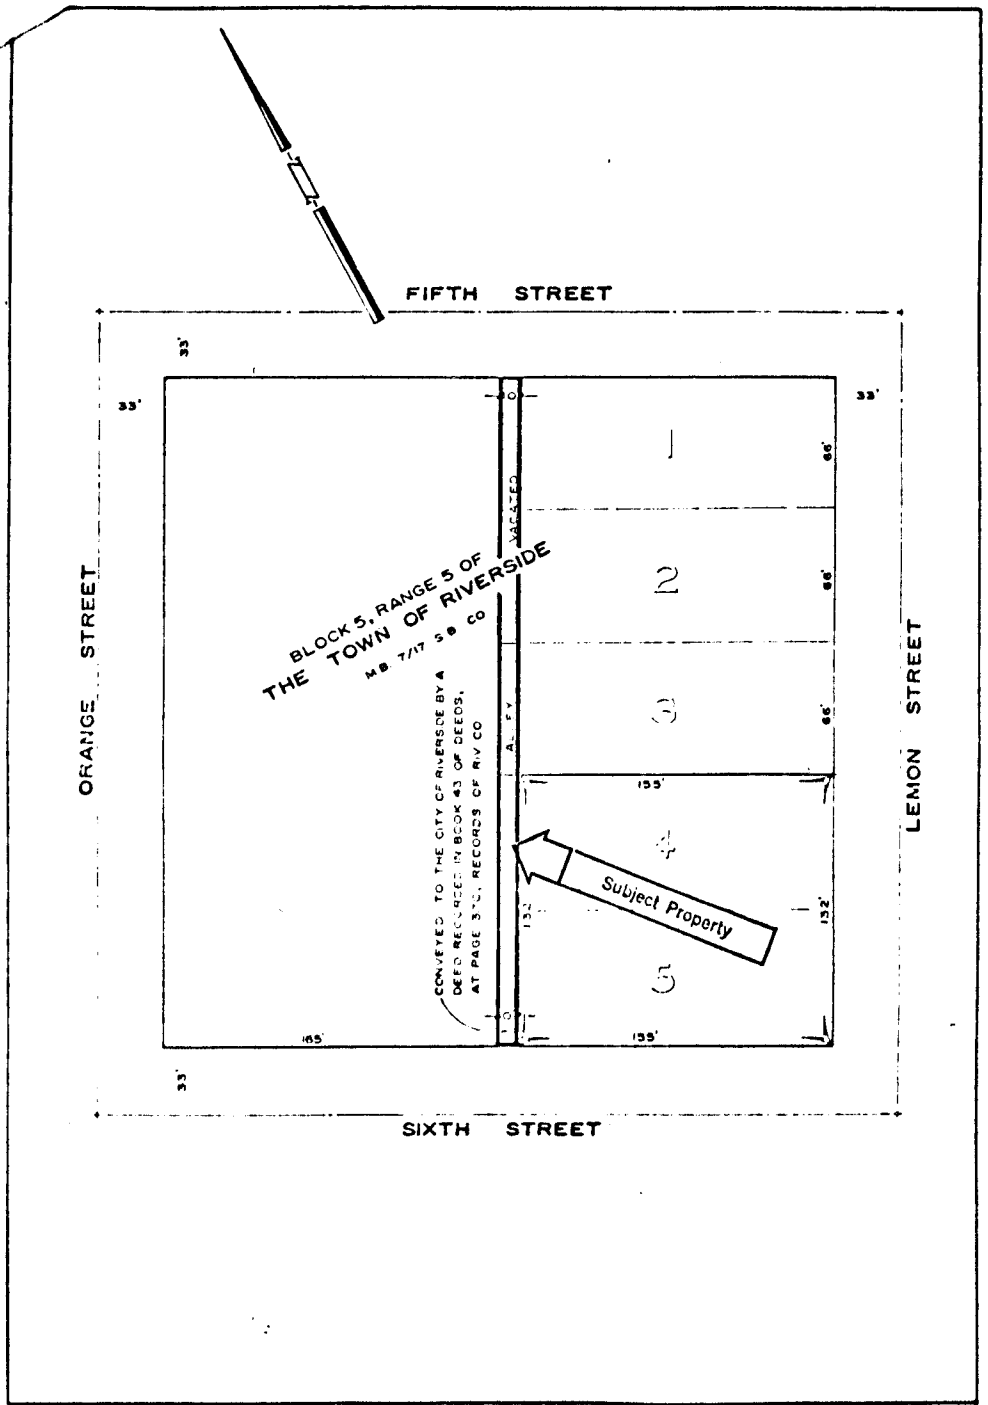 N
FIFTH STREET
33'
33'
33'
VACATED
1
66'
BLOCK 5, RANGE 5 OF
THE TOWN OF RIVERSIDE
M B 7/17 S B CO
2
66'
ORANGE STREET
LEMON STREET
3
66'
CONVEYED TO THE CITY OF RIVERSIDE BY A
DEED RECORDED IN BOOK 43 OF DEEDS,
AT PAGE RECORDS OF RIV CO
155'
4
Subject Property
132'
132'
5
165'
155'
33'
SIXTH STREET